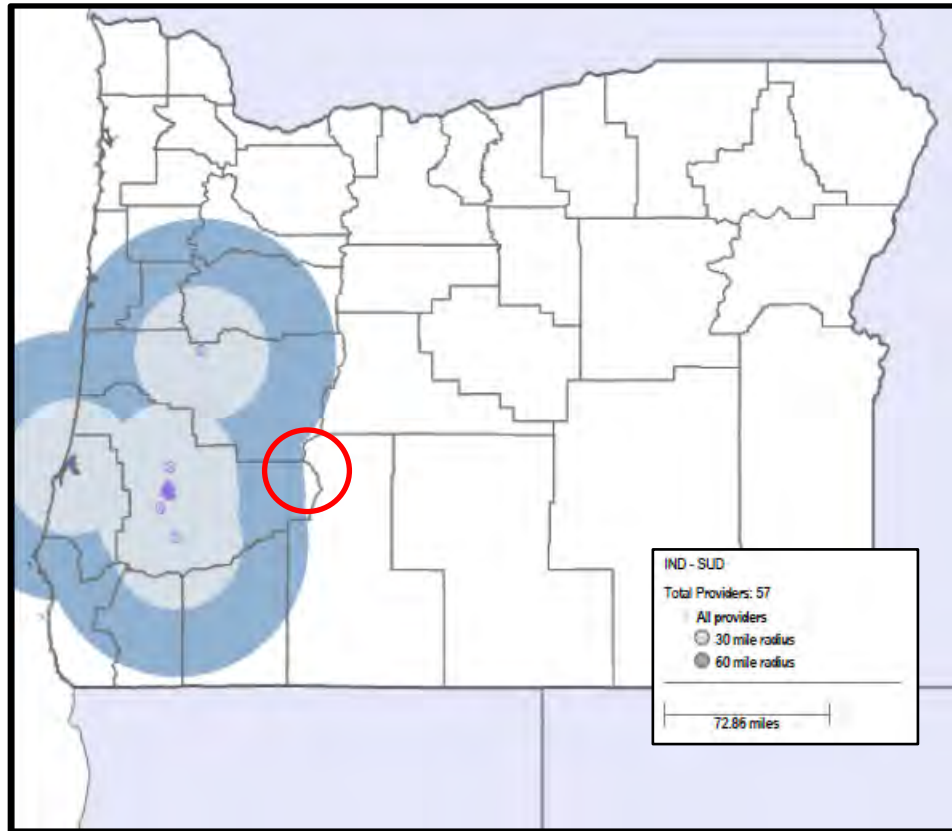 IND - SUD
Total Providers: 57
All providers
30 mile radius
60 mile radius
72.86 miles